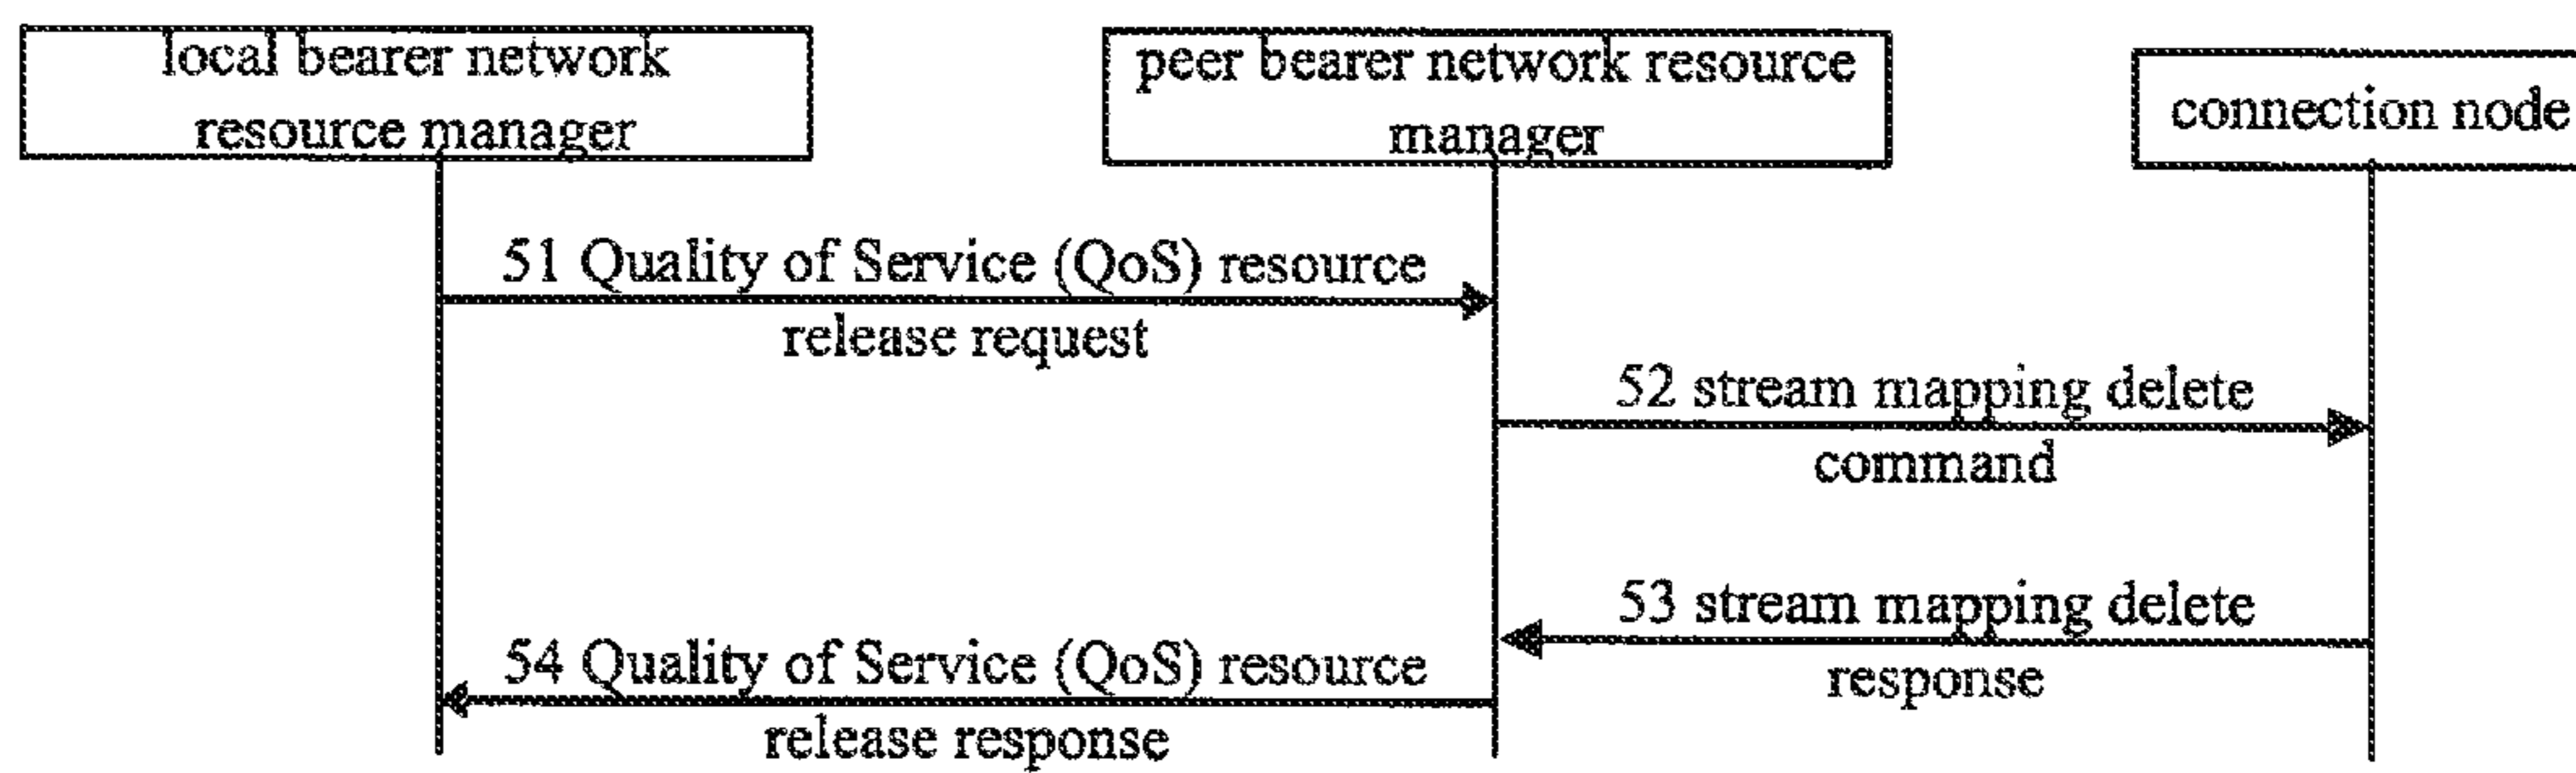 local bearer network
resource manager
peer bearer network resource
manager
connection node
51 Quality of Service (QoS) resource
release request
52 stream mapping delete
command
53 stream mapping delete
response
54 Quality of Service (QoS) resource
release response